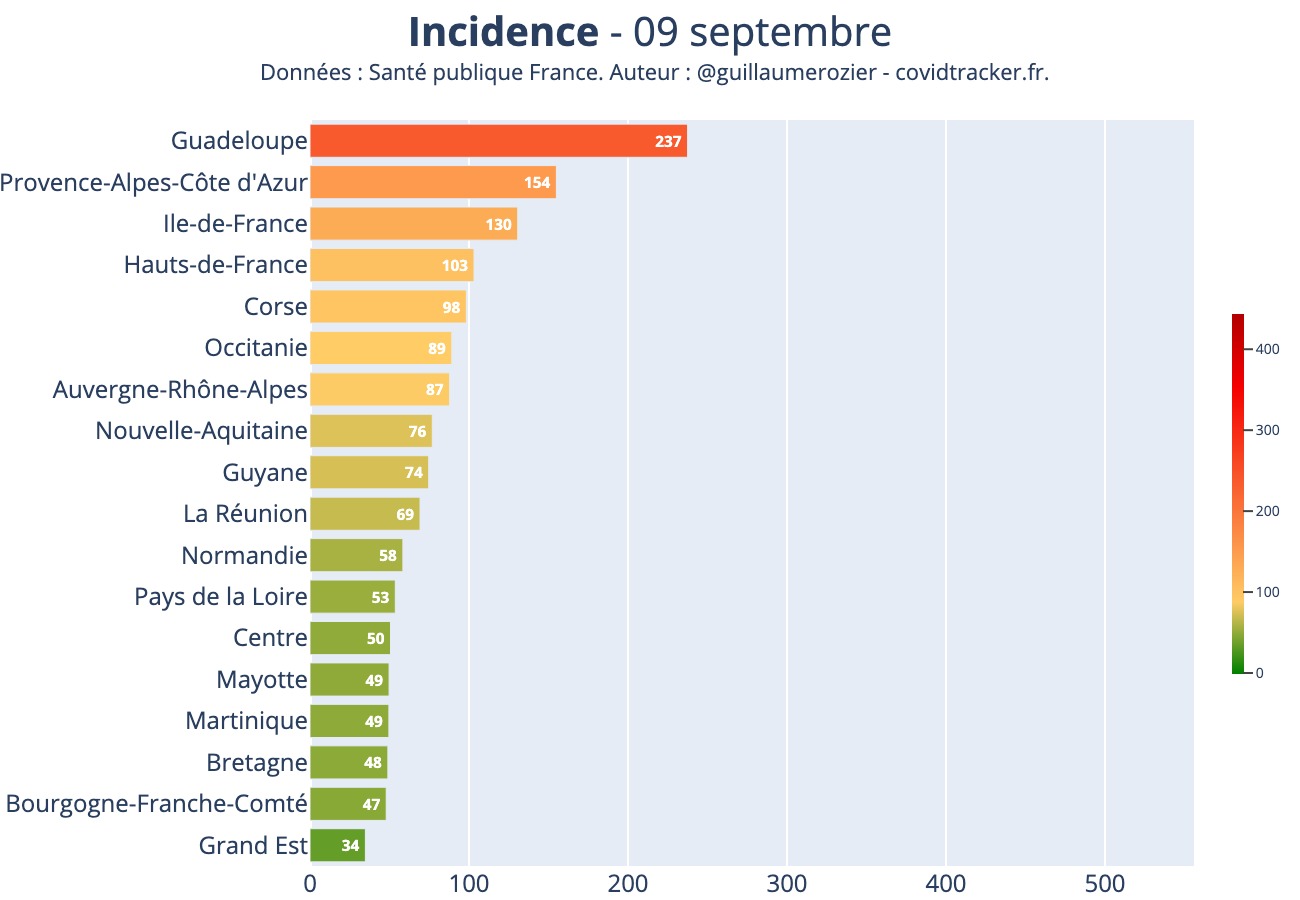 Incidence - 09 septembre
Données : Santé publique France. Auteur : @guillaumerozier - covidtracker.fr.
Guadeloupe 237
Provence-Alpes-Côte d'Azur 154
Ile-de-France 130
Hauts-de-France 103
Corse 98
Occitanie 89
Auvergne-Rhône-Alpes 87
Nouvelle-Aquitaine 76
Guyane 74
La Réunion 69
Normandie 58
Pays de la Loire 53
Centre 50
Mayotte 49
Martinique 49
Bretagne 48
Bourgogne-Franche-Comté 47
Grand Est 34
0 100 200 300 400 500
400
300
200
100
0